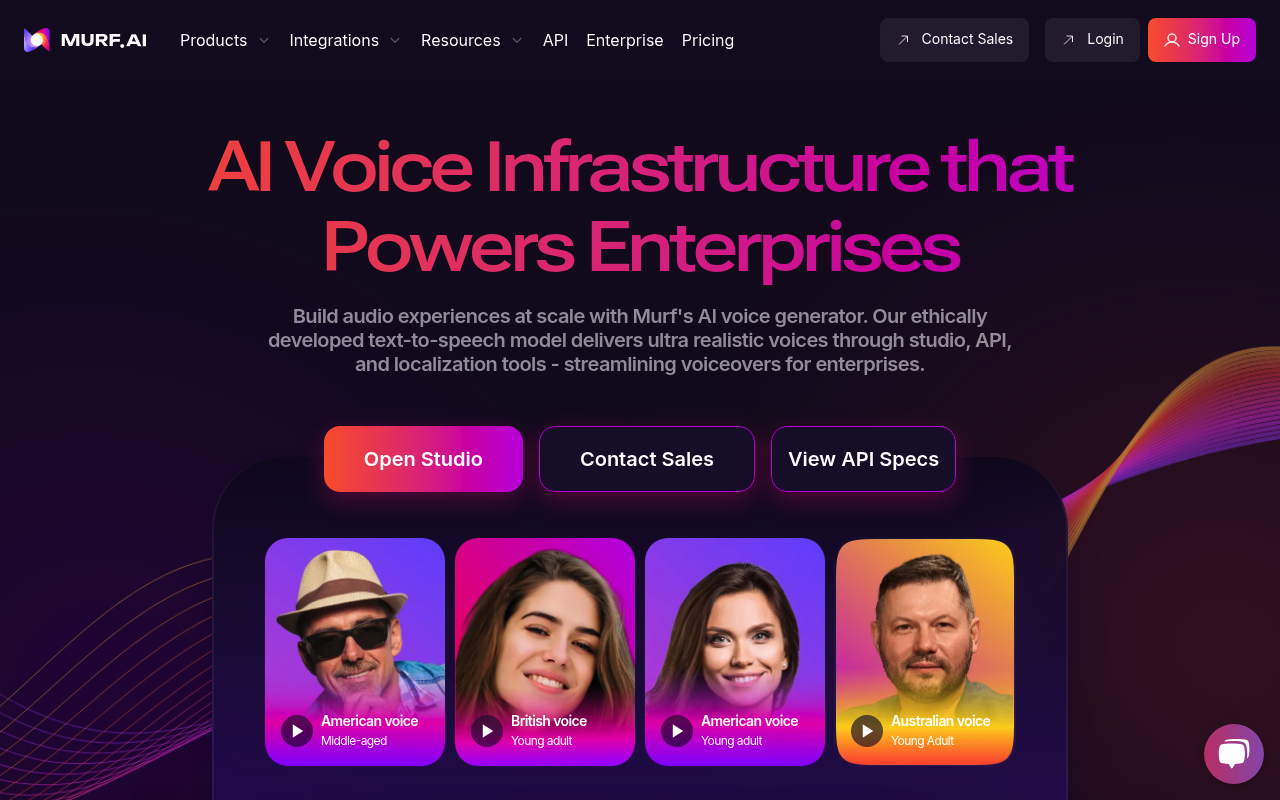 MURF.AI
Products
Integrations
Resources
API
Enterprise
Pricing
Contact Sales
Login
Sign Up
AI Voice Infrastructure that
Powers Enterprises
Build audio experiences at scale with Murf's AI voice generator. Our ethically
developed text-to-speech model delivers ultra realistic voices through studio, API,
and localization tools - streamlining voiceovers for enterprises.
Open Studio
Contact Sales
View API Specs
American voice
Middle-aged
British voice
Young adult
American voice
Young adult
Australian voice
Young Adult